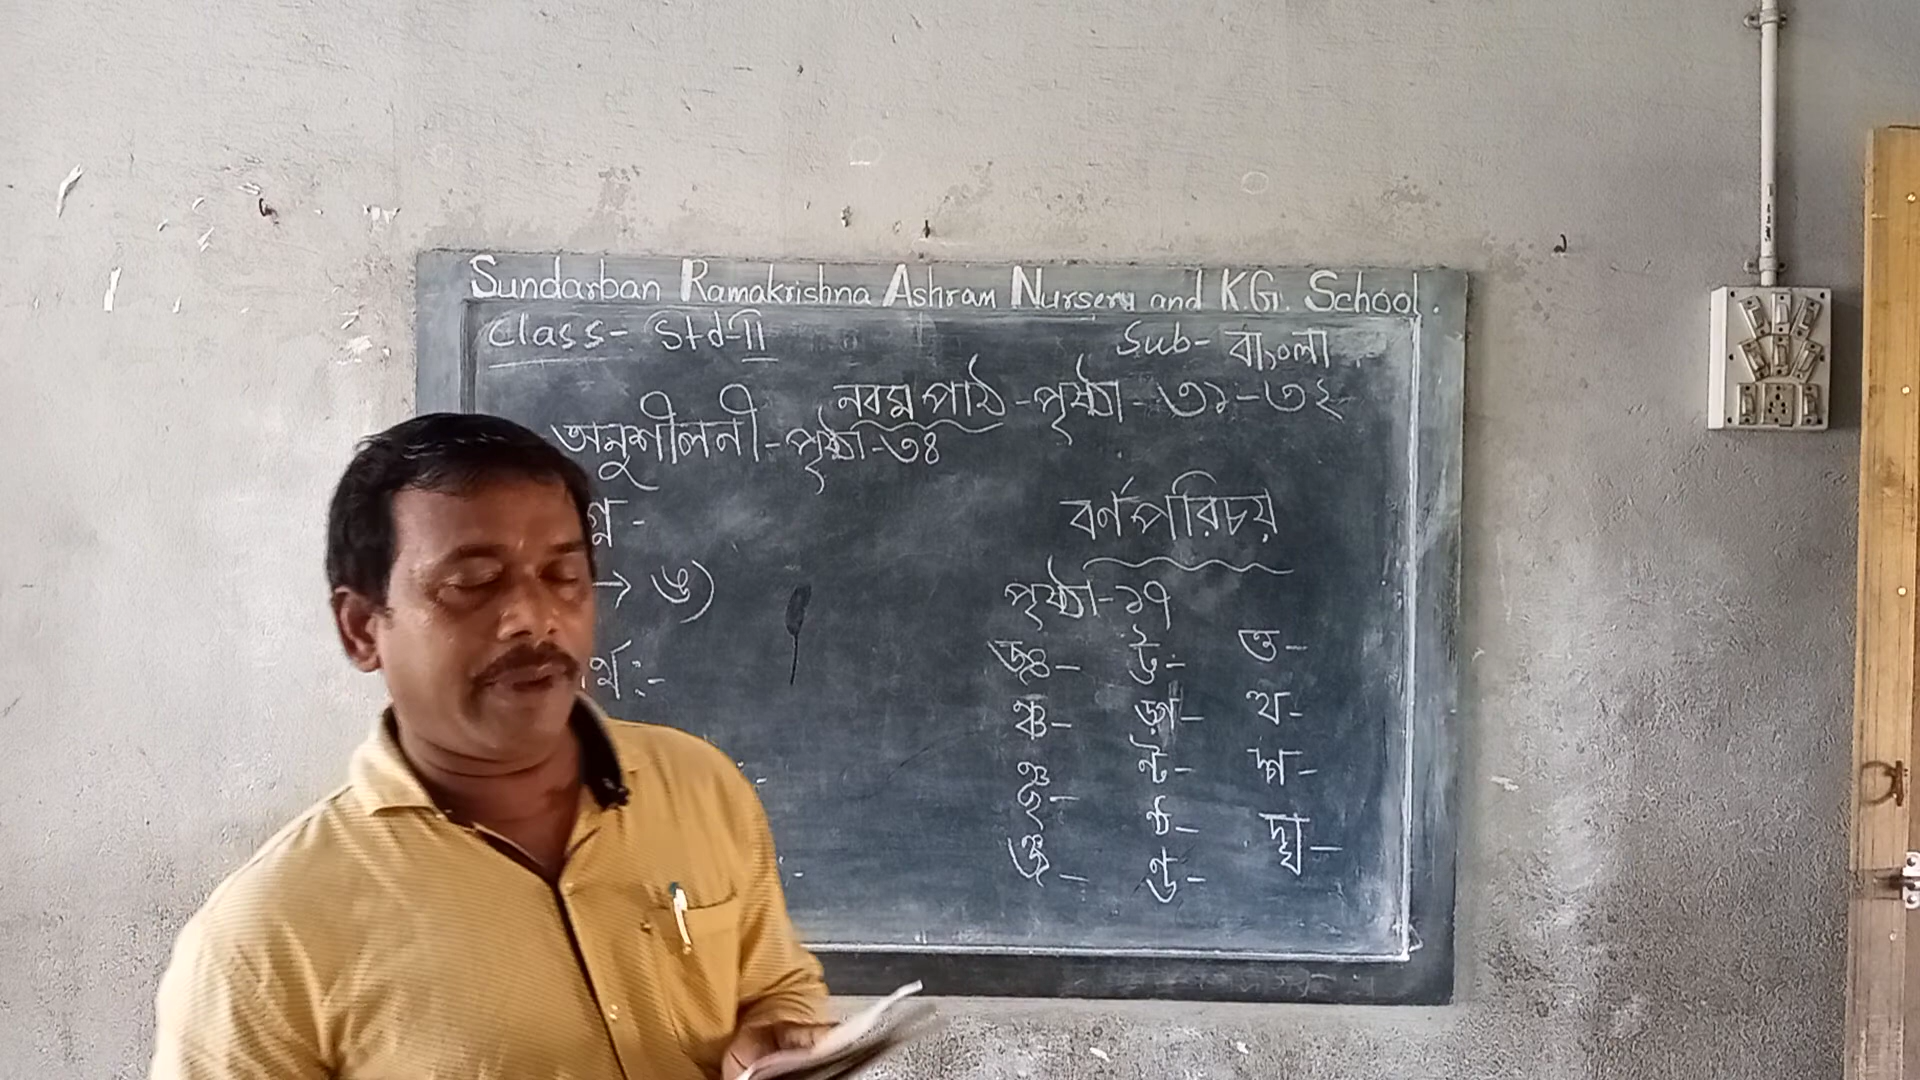 Sundarban Ramakrishna Ashram Nursery and K.G. School.
Class- Std-II
Sub- বাংলা
নবম পাঠ - পৃষ্ঠা - ৩১-৩২
অনুশীলনী - পৃষ্ঠা - ৩৪
→ ৬)
বর্ণপরিচয়
পৃষ্ঠা - ১৭
ট্ট -
ত্ত -
ঞ্চ -
ড়্গ -
ত্থ -
ঞ্ছ -
ণ্ট -
দ্গ -
ঞ্জ -
ণ্ঠ -
দ্ঘ -
ণ্ড -